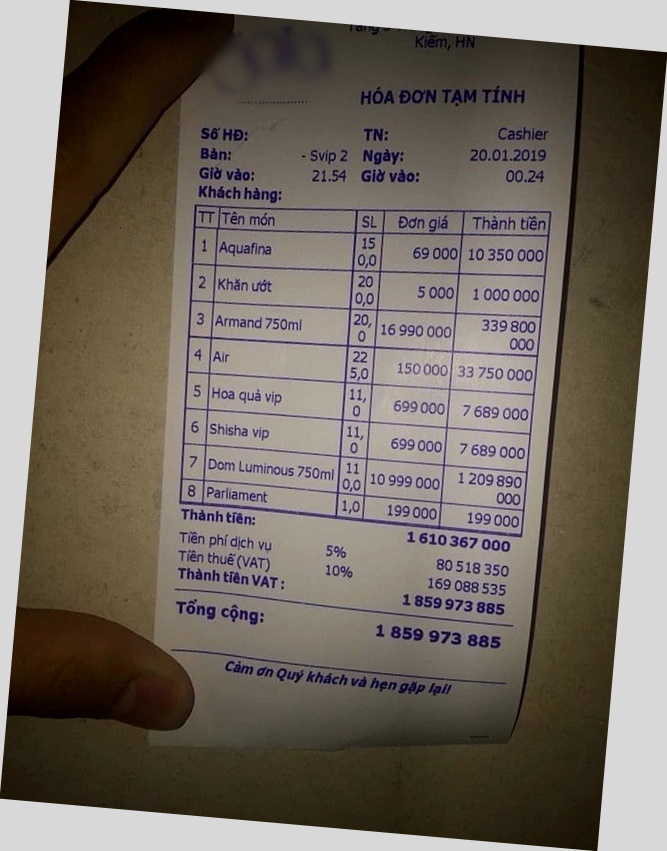 Kiếm, HN
HÓA ĐƠN TẠM TÍNH
Số HĐ: TN: Cashier
Bàn: - Svip 2 Ngày: 20.01.2019
Giờ vào: 21.54 Giờ vào: 00.24
Khách hàng:
TT Tên món SL Đơn giá Thành tiền
1 Aquafina 150,0 69 000 10 350 000
2 Khăn ướt 200,0 5 000 1 000 000
3 Armand 750ml 20,0 16 990 000 339 800 000
4 Air 225,0 150 000 33 750 000
5 Hoa quả vip 11,0 699 000 7 689 000
6 Shisha vip 11,0 699 000 7 689 000
7 Dom Luminous 750ml 110,0 10 999 000 1 209 890 000
8 Parliament 1,0 199 000 199 000
Thành tiền: 1 610 367 000
Tiền phí dịch vụ 5% 80 518 350
Tiền thuế (VAT) 10% 169 088 535
Thành tiền VAT : 1 859 973 885
Tổng cộng: 1 859 973 885
Cảm ơn Quý khách và hẹn gặp lại!